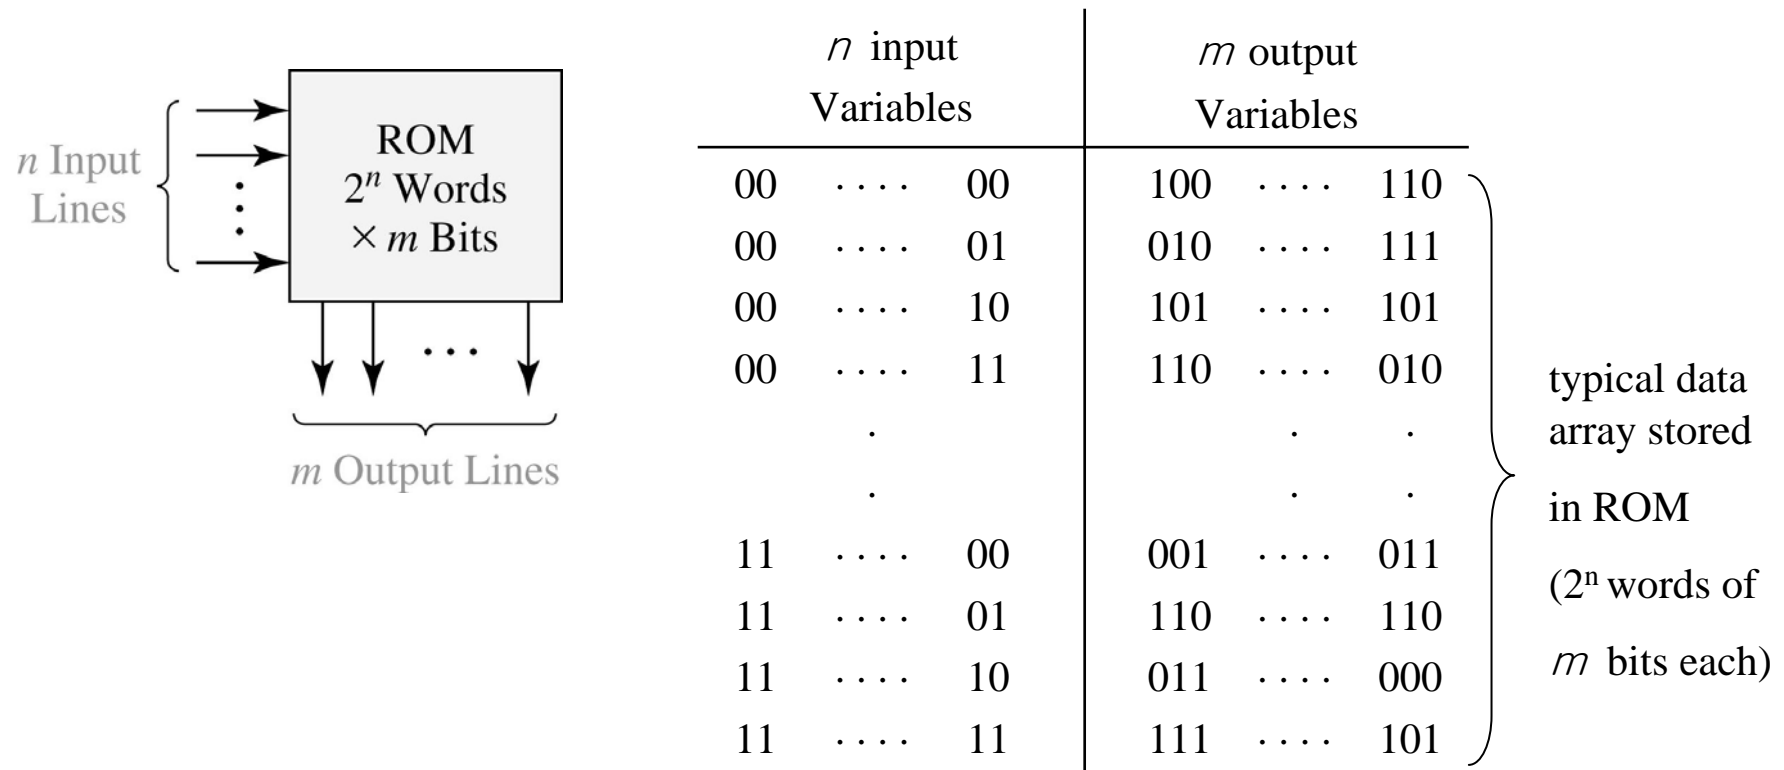 n Input
Lines
ROM
2ⁿ Words
× m Bits
m Output Lines
n input
Variables
m output
Variables
00 ···· 00 100 ···· 110
00 ···· 01 010 ···· 111
00 ···· 10 101 ···· 101
00 ···· 11 110 ···· 010
· · ·
· · ·
11 ···· 00 001 ···· 011
11 ···· 01 110 ···· 110
11 ···· 10 011 ···· 000
11 ···· 11 111 ···· 101
typical data
array stored
in ROM
(2ⁿ words of
m bits each)